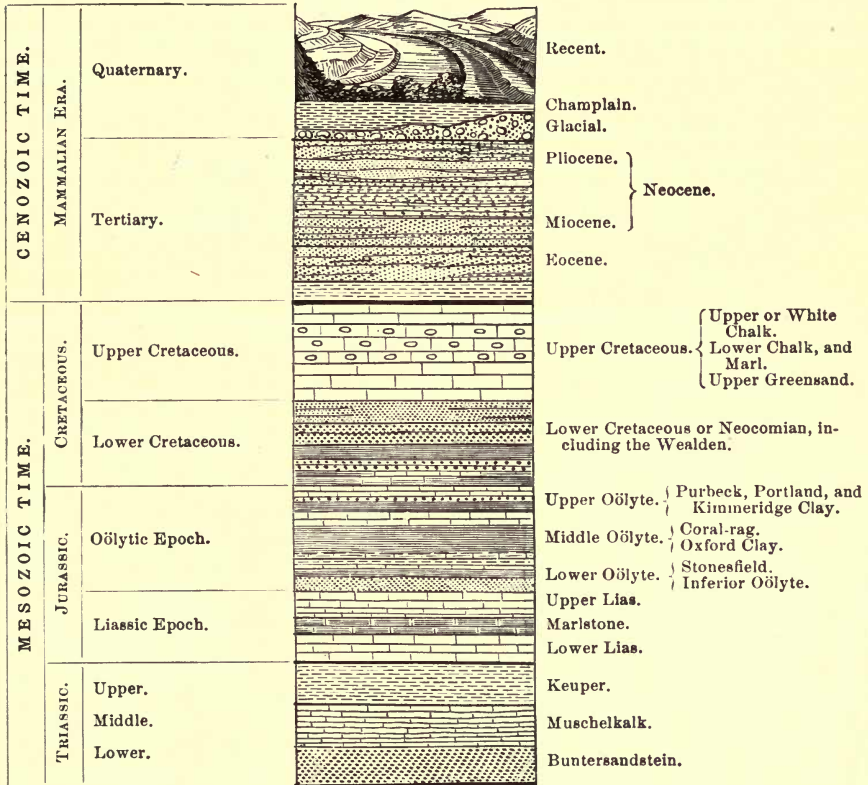 CENOZOIC TIME.
MAMMALIAN ERA.
Quaternary.
Recent.
Champlain.
Glacial.
Tertiary.
Pliocene.
Neocene.
Miocene.
Eocene.
MESOZOIC TIME.
CRETACEOUS.
Upper Cretaceous.
Upper Cretaceous.
Upper or White
Chalk.
Lower Chalk, and
Marl.
Upper Greensand.
Lower Cretaceous.
Lower Cretaceous or Neocomian, in-
cluding the Wealden.
JURASSIC.
Oölytic Epoch.
Upper Oölyte.
Purbeck, Portland, and
Kimmeridge Clay.
Middle Oölyte.
Coral-rag.
Oxford Clay.
Lower Oölyte.
Stonesfield.
Inferior Oölyte.
Liassic Epoch.
Upper Lias.
Marlstone.
Lower Lias.
TRIASSIC.
Upper.
Keuper.
Middle.
Muschelkalk.
Lower.
Buntersandstein.